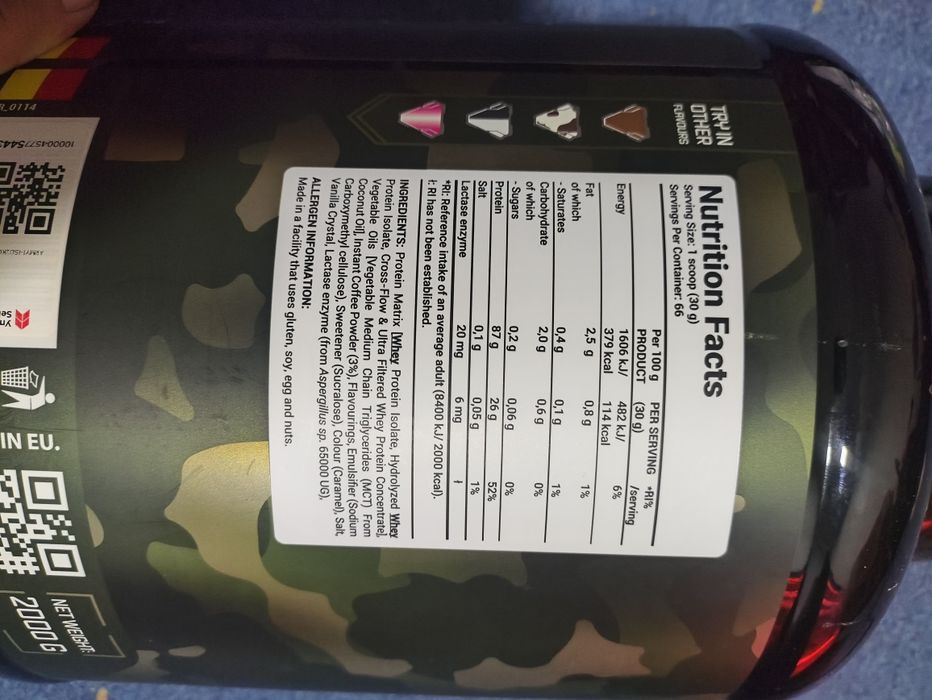 TRY IN
OTHER
FLAVOURS
Nutrition Facts
Serving Size: 1 scoop (30 g)
Servings Per Container: 66
Per 100 g PER SERVING *RI%
PRODUCT (30 g) /serving
Energy 1606 kJ/ 482 kJ/ 6%
379 kcal 114 kcal
Fat 2,5 g 0,8 g 1%
of which
- Saturates 0,4 g 0,1 g 1%
Carbohydrate 2,0 g 0,6 g 0%
of which
- Sugars 0,2 g 0,06 g 0%
Protein 87 g 26 g 52%
Salt 0,1 g 0,05 g 1%
Lactase enzyme 20 mg 6 mg ƚ
*RI: Reference intake of an average adult (8400 kJ/ 2000 kcal).
ƚ: RI has not been established.
INGREDIENTS: Protein Matrix [Whey Protein Isolate, Hydrolyzed Whey
Protein Isolate, Cross-Flow & Ultra Filtered Whey Protein Concentrate],
Vegetable Oils [Vegetable Medium Chain Triglycerides (MCT) From
Coconut Oil], Instant Coffee Powder (3%), Flavourings, Emulsifier (Sodium
Carboxymethyl cellulose), Sweetener (Sucralose), Colour (Caramel), Salt,
Vanilla Crystal, Lactase enzyme (from Aspergillus sp. 65000 UG).
ALLERGEN INFORMATION:
Made in a facility that uses gluten, soy, egg and nuts.
_0114
IN EU.
NET WEIGHT:
2000 G